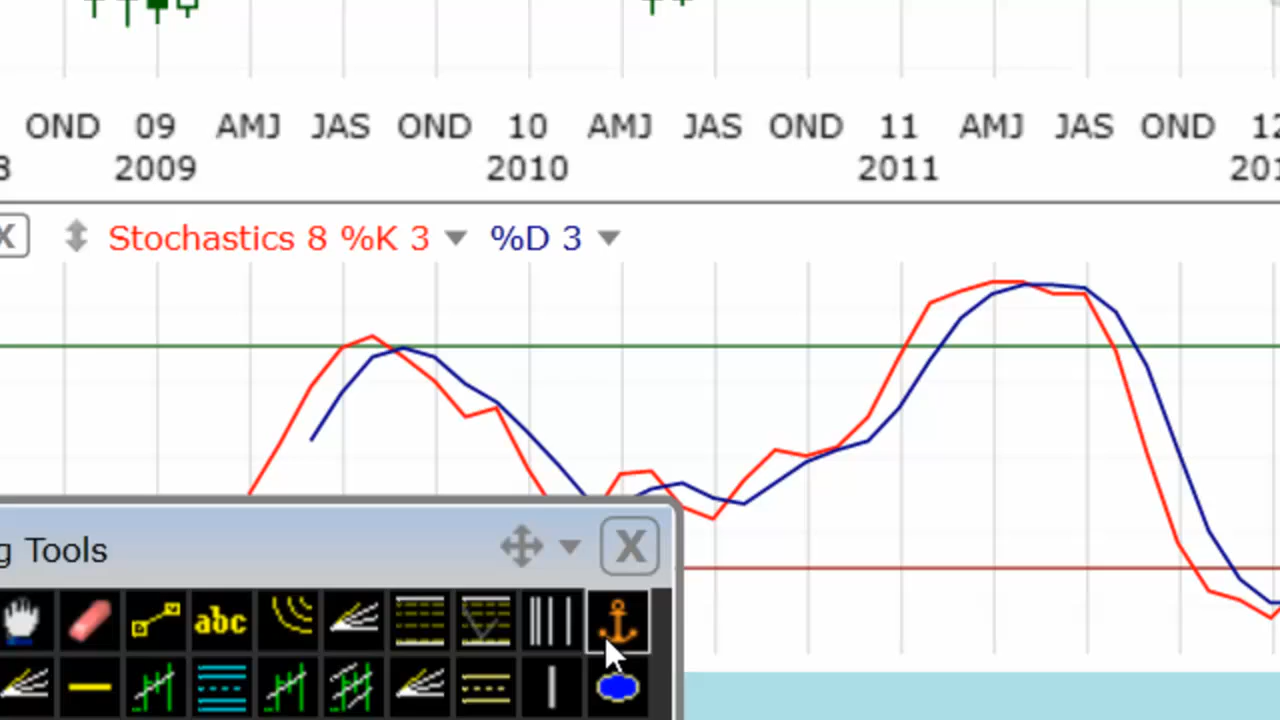 OND 09 AMJ JAS OND 10 AMJ JAS OND 11 AMJ JAS OND 12
2009 2010 2011
X Stochastics 8 %K 3 %D 3
g Tools X
abc